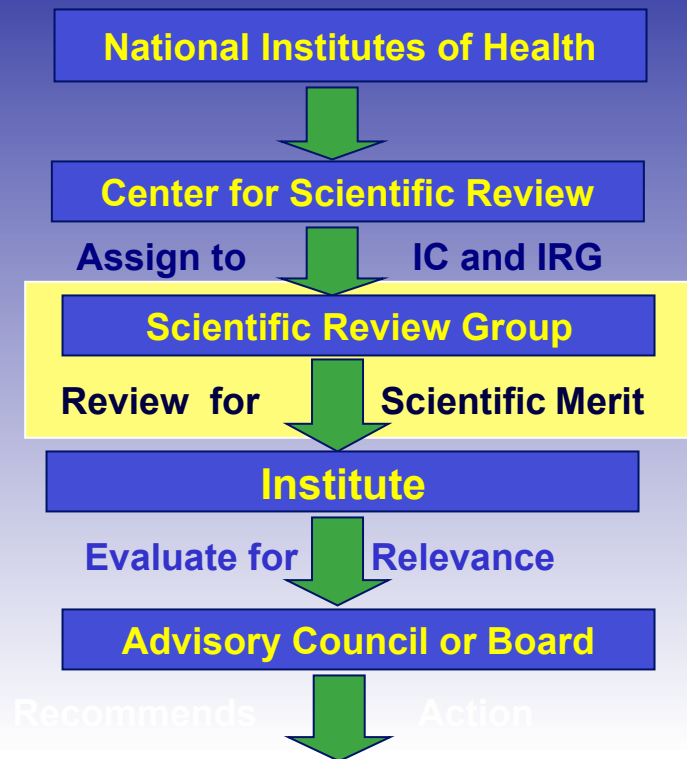 National Institutes of Health
Center for Scientific Review
Assign to IC and IRG
Scientific Review Group
Review for Scientific Merit
Institute
Evaluate for Relevance
Advisory Council or Board
Recommends Action